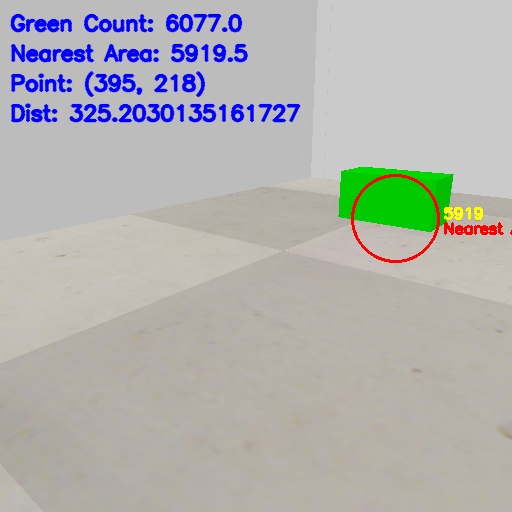 Green Count: 6077.0
Nearest Area: 5919.5
Point: (395, 218)
Dist: 325.2030135161727
5919
Nearest